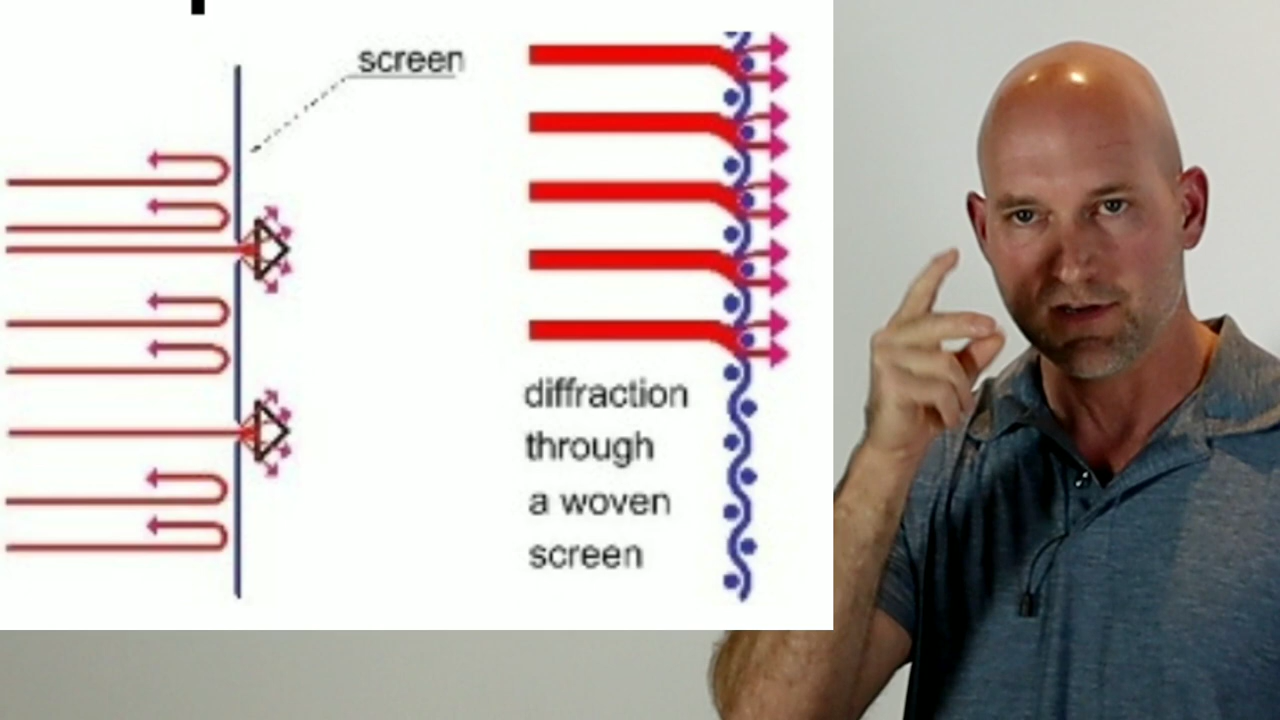 screen
diffraction
through
a woven
screen